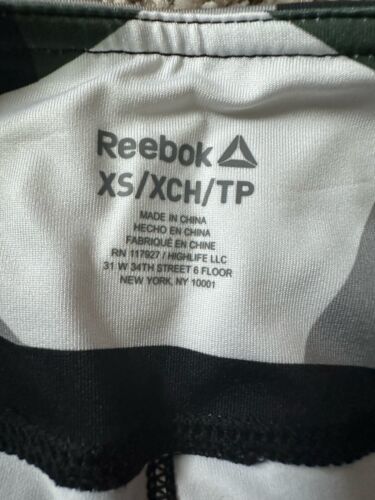 Reebok
XS/XCH/TP
MADE IN CHINA
HECHO EN CHINA
FABRIQUÉ EN CHINE
RN 117927 / HIGHLIFE LLC
31 W 34TH STREET 6 FLOOR
NEW YORK, NY 10001